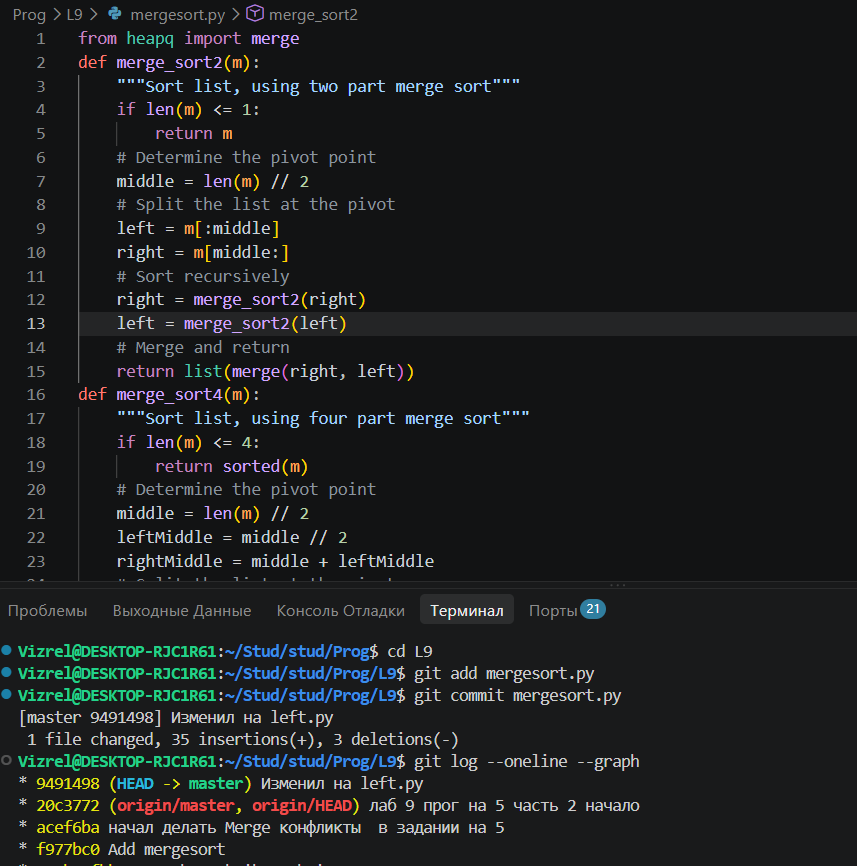 Prog > L9 > mergesort.py > merge_sort2
1 from heapq import merge
2 def merge_sort2(m):
3 """Sort list, using two part merge sort"""
4 if len(m) <= 1:
5 return m
6 # Determine the pivot point
7 middle = len(m) // 2
8 # Split the list at the pivot
9 left = m[:middle]
10 right = m[middle:]
11 # Sort recursively
12 right = merge_sort2(right)
13 left = merge_sort2(left)
14 # Merge and return
15 return list(merge(right, left))
16 def merge_sort4(m):
17 """Sort list, using four part merge sort"""
18 if len(m) <= 4:
19 return sorted(m)
20 # Determine the pivot point
21 middle = len(m) // 2
22 leftMiddle = middle // 2
23 rightMiddle = middle + leftMiddle
Проблемы Выходные Данные Консоль Отладки Терминал Порты 21
Vizrel@DESKTOP-RJC1R61:~/Stud/stud/Prog$ cd L9
Vizrel@DESKTOP-RJC1R61:~/Stud/stud/Prog/L9$ git add mergesort.py
Vizrel@DESKTOP-RJC1R61:~/Stud/stud/Prog/L9$ git commit mergesort.py
[master 9491498] Изменил на left.py
1 file changed, 35 insertions(+), 3 deletions(-)
Vizrel@DESKTOP-RJC1R61:~/Stud/stud/Prog/L9$ git log --oneline --graph
* 9491498 (HEAD -> master) Изменил на left.py
* 20c3772 (origin/master, origin/HEAD) лаб 9 прог на 5 часть 2 начало
* acef6ba начал делать Merge конфликты в задании на 5
* f977bc0 Add mergesort